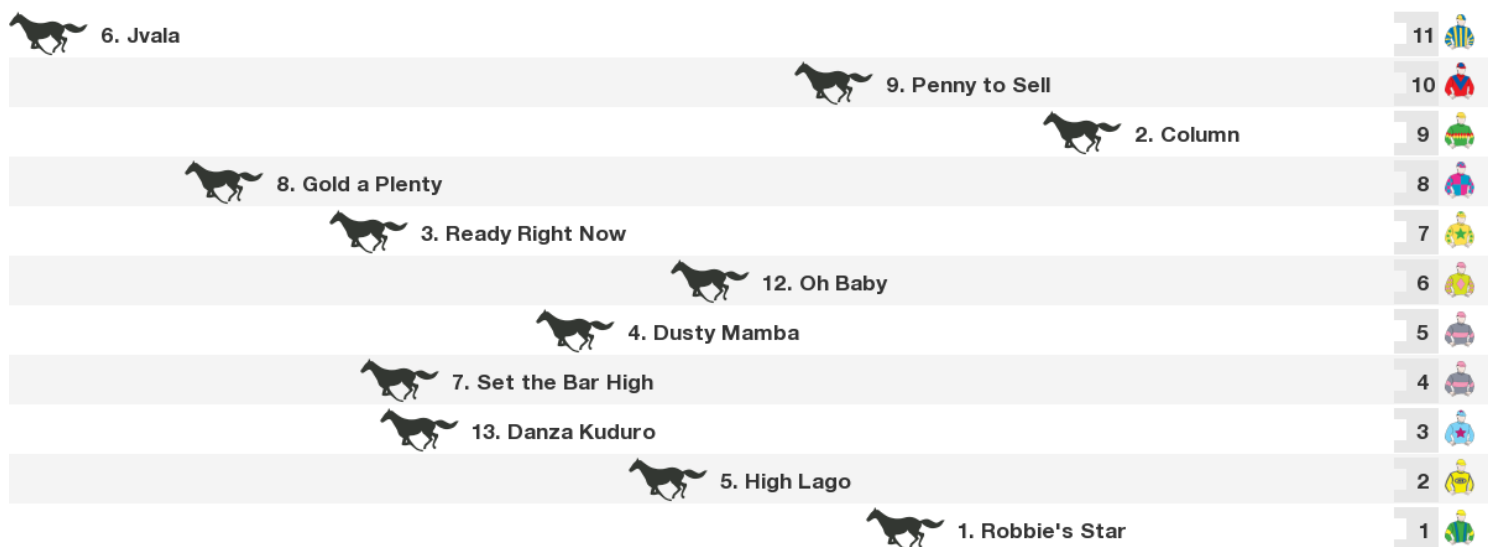 6. Jvala 11
9. Penny to Sell 10
2. Column 9
8. Gold a Plenty 8
3. Ready Right Now 7
12. Oh Baby 6
4. Dusty Mamba 5
7. Set the Bar High 4
13. Danza Kuduro 3
5. High Lago 2
1. Robbie's Star 1